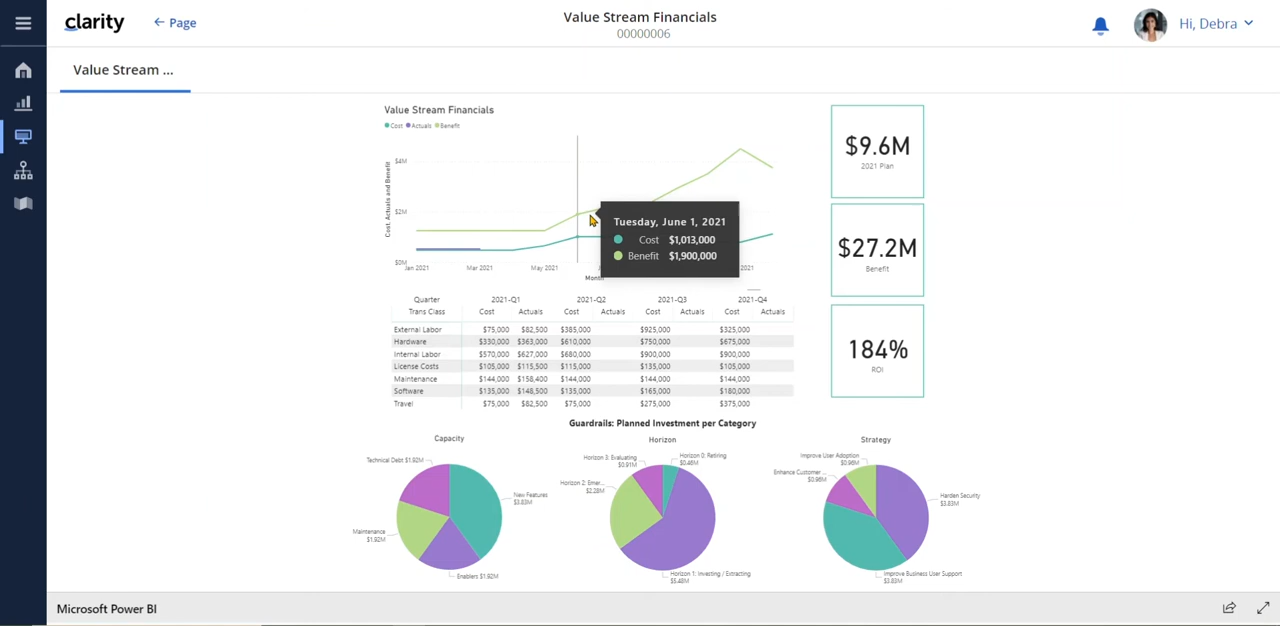 clarity
← Page
Value Stream Financials
00000006
Hi, Debra
Value Stream ...
Value Stream Financials
Cost Actuals Benefit
Cost, Actuals and Benefit
$4M
$2M
$0M
Jan 2021 Mar 2021 May 2021 2021
Month
Tuesday, June 1, 2021
Cost $1,013,000
Benefit $1,900,000
$9.6M
2021 Plan
$27.2M
Benefit
184%
ROI
Quarter 2021-Q1 2021-Q2 2021-Q3 2021-Q4
Trans Class Cost Actuals Cost Actuals Cost Actuals Cost Actuals
External Labor $75,000 $82,500 $385,000 $925,000 $325,000
Hardware $330,000 $363,000 $610,000 $750,000 $675,000
Internal Labor $570,000 $627,000 $680,000 $900,000 $900,000
License Costs $105,000 $115,500 $115,000 $135,000 $105,000
Maintenance $144,000 $158,400 $144,000 $144,000 $144,000
Software $135,000 $148,500 $135,000 $165,000 $180,000
Travel $75,000 $82,500 $75,000 $275,000 $375,000
Guardrails: Planned Investment per Category
Capacity
Technical Debt $1.92M
New Features
$3.83M
Maintenance
$1.92M
Enablers $1.92M
Horizon
Horizon 3: Evaluating
$0.91M
Horizon 0: Retiring
$0.46M
Horizon 2: Emer...
$2.28M
Horizon 1: Investing / Extracting
$5.48M
Strategy
Improve User Adoption
$0.96M
Enhance Customer ...
$0.96M
Harden Security
$3.83M
Improve Business User Support
$3.83M
Microsoft Power BI